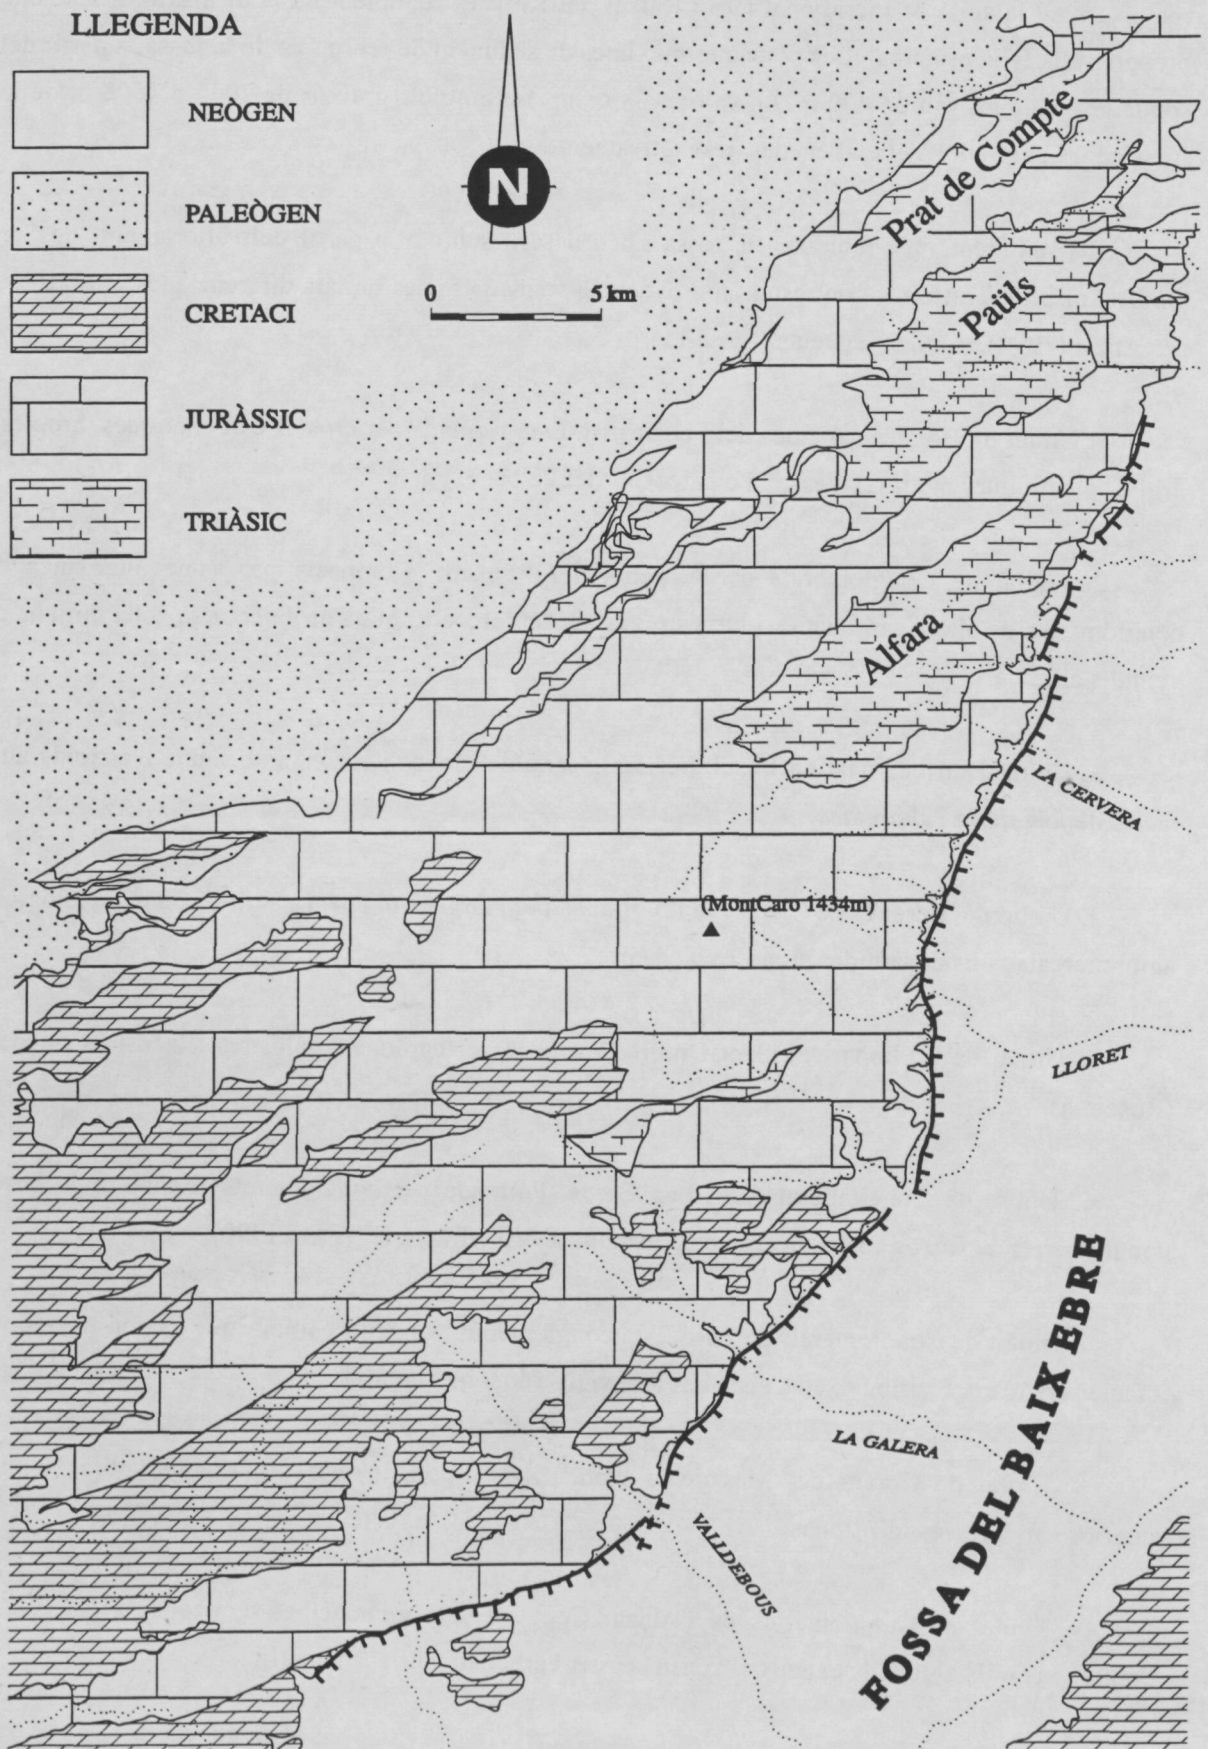 LLEGENDA
NEÒGEN
PALEÒGEN
CRETACI
JURÀSSIC
TRIÀSIC
N
0 5 km
Prat de Compte
Paüls
Alfara
LA CERVERA
(MontCaro 1434m)
LLORET
LA GALERA
VALLDEBOUS
FOSSA DEL BAIX EBRE